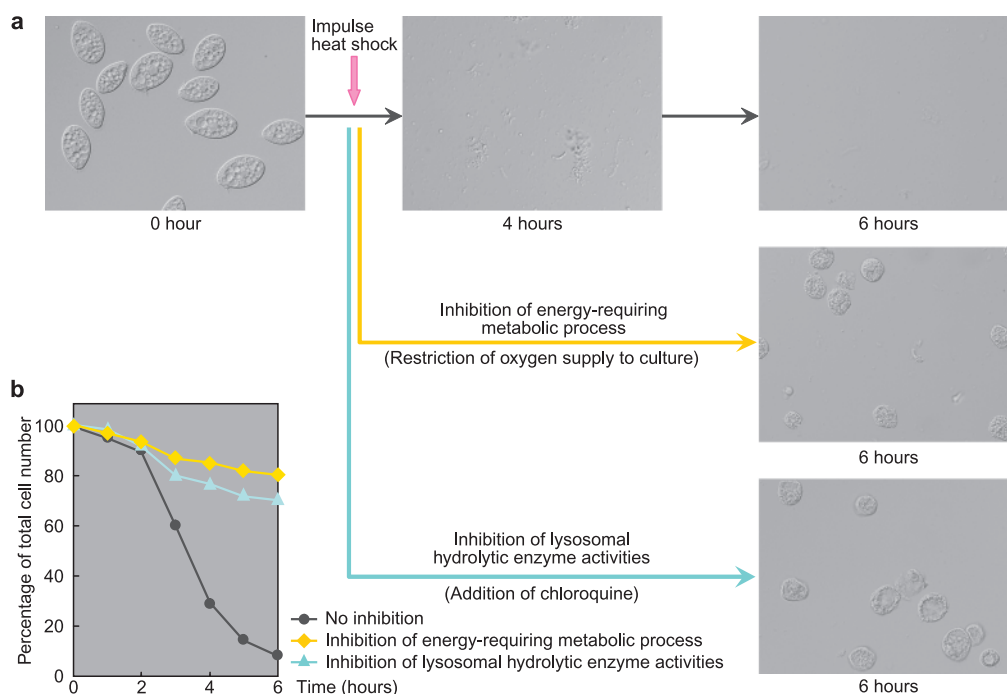 a
Impulse
heat shock
0 hour
4 hours
6 hours
Inhibition of energy-requiring
metabolic process
(Restriction of oxygen supply to culture)
6 hours
Inhibition of lysosomal
hydrolytic enzyme activities
(Addition of chloroquine)
6 hours
b
Percentage of total cell number
100
80
60
40
20
0
0
2
4
6
Time (hours)
No inhibition
Inhibition of energy-requiring metabolic process
Inhibition of lysosomal hydrolytic enzyme activities